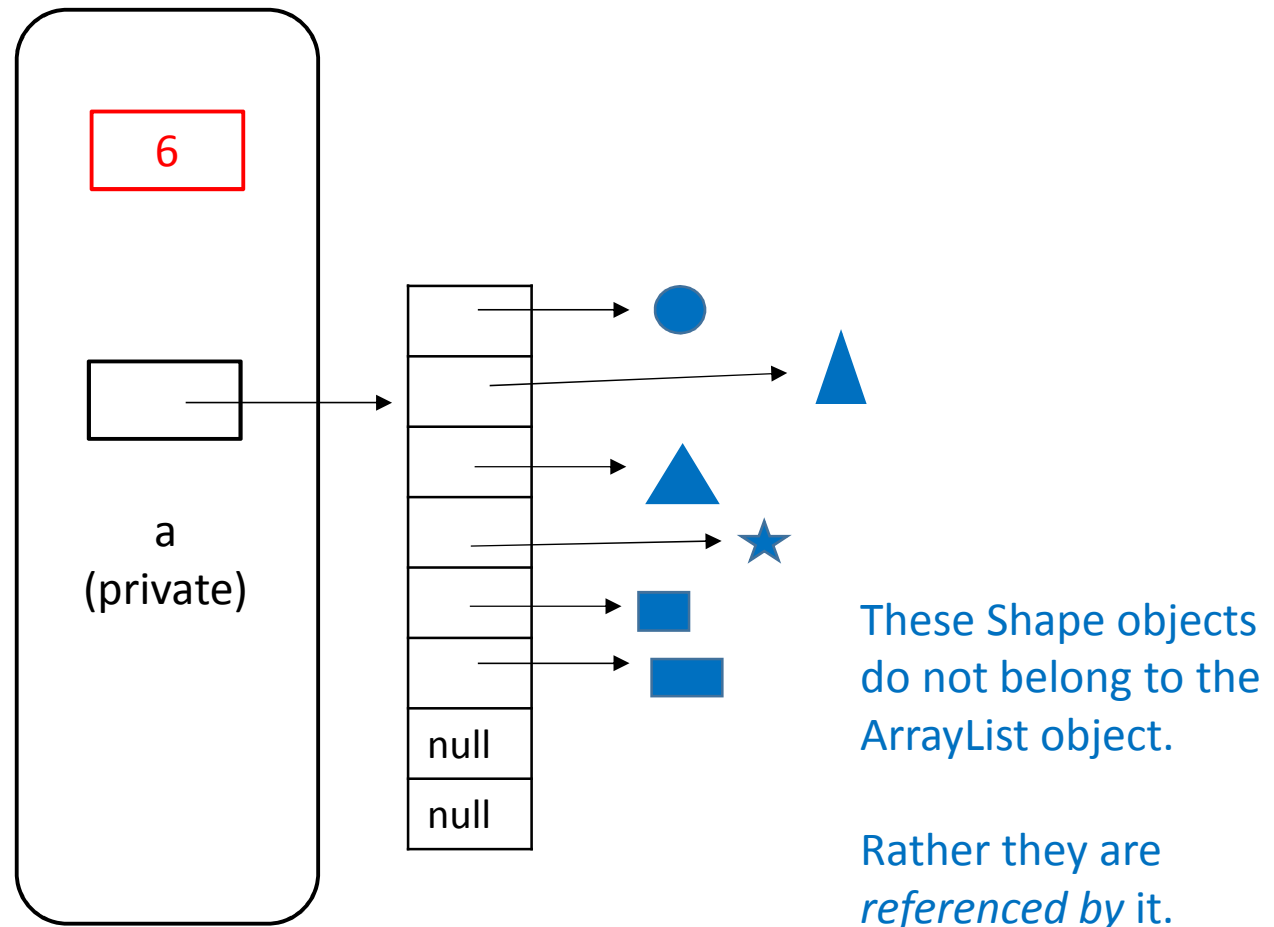 6
a
(private)
null
null
These Shape objects
do not belong to the
ArrayList object.
Rather they are
referenced by it.